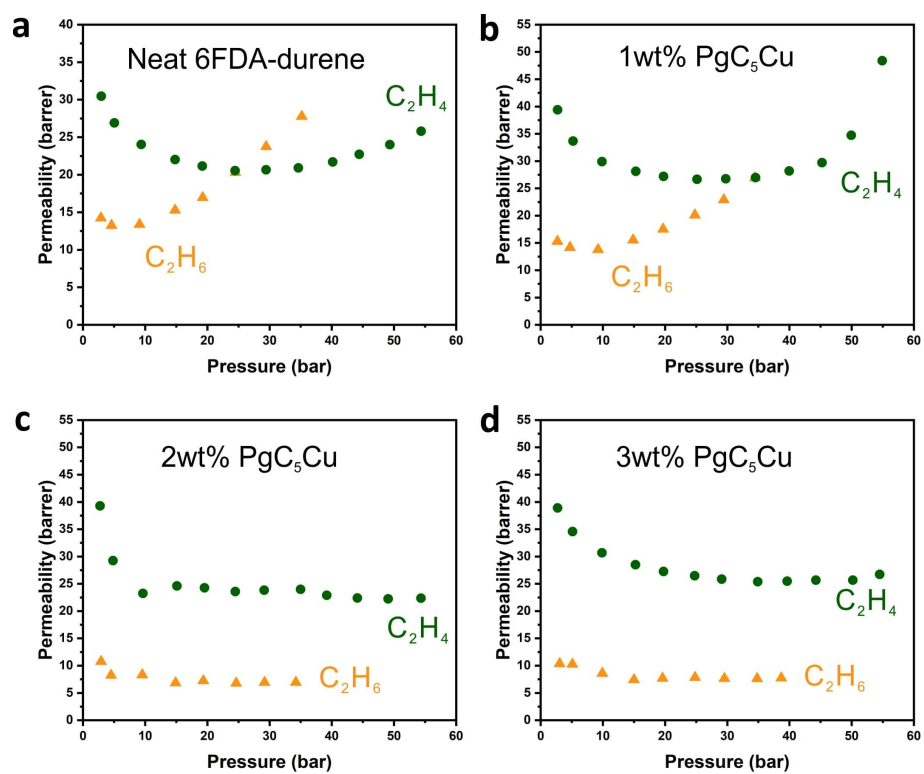 a
Neat 6FDA-durene
Permeability (barrer)
40
35
30
25
20
15
10
5
0
C₂H₄
C₂H₆
0 10 20 30 40 50 60
Pressure (bar)
b
1wt% PgC₅Cu
Permeability (barrer)
55
50
45
40
35
30
25
20
15
10
5
0
C₂H₄
C₂H₆
0 10 20 30 40 50 60
Pressure (bar)
c
2wt% PgC₅Cu
Permeability (barrer)
55
50
45
40
35
30
25
20
15
10
5
0
C₂H₄
C₂H₆
0 10 20 30 40 50 60
Pressure (bar)
d
3wt% PgC₅Cu
Permeability (barrer)
55
50
45
40
35
30
25
20
15
10
5
0
C₂H₄
C₂H₆
0 10 20 30 40 50 60
Pressure (bar)